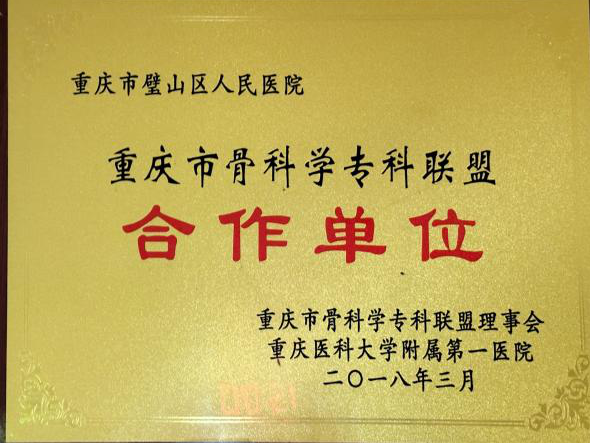 重庆市璧山区人民医院
重庆市骨科学专科联盟
合作单位
重庆市骨科学专科联盟理事会
重庆医科大学附属第一医院
二〇一八年三月